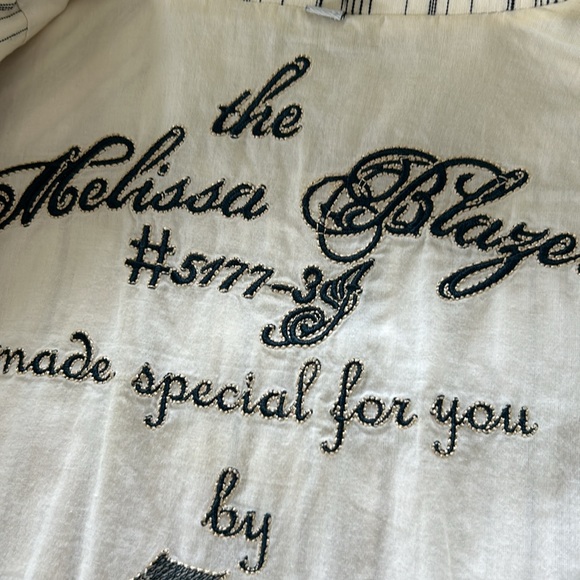 the
Melissa Blazer
#5177-3J
made special for you
by